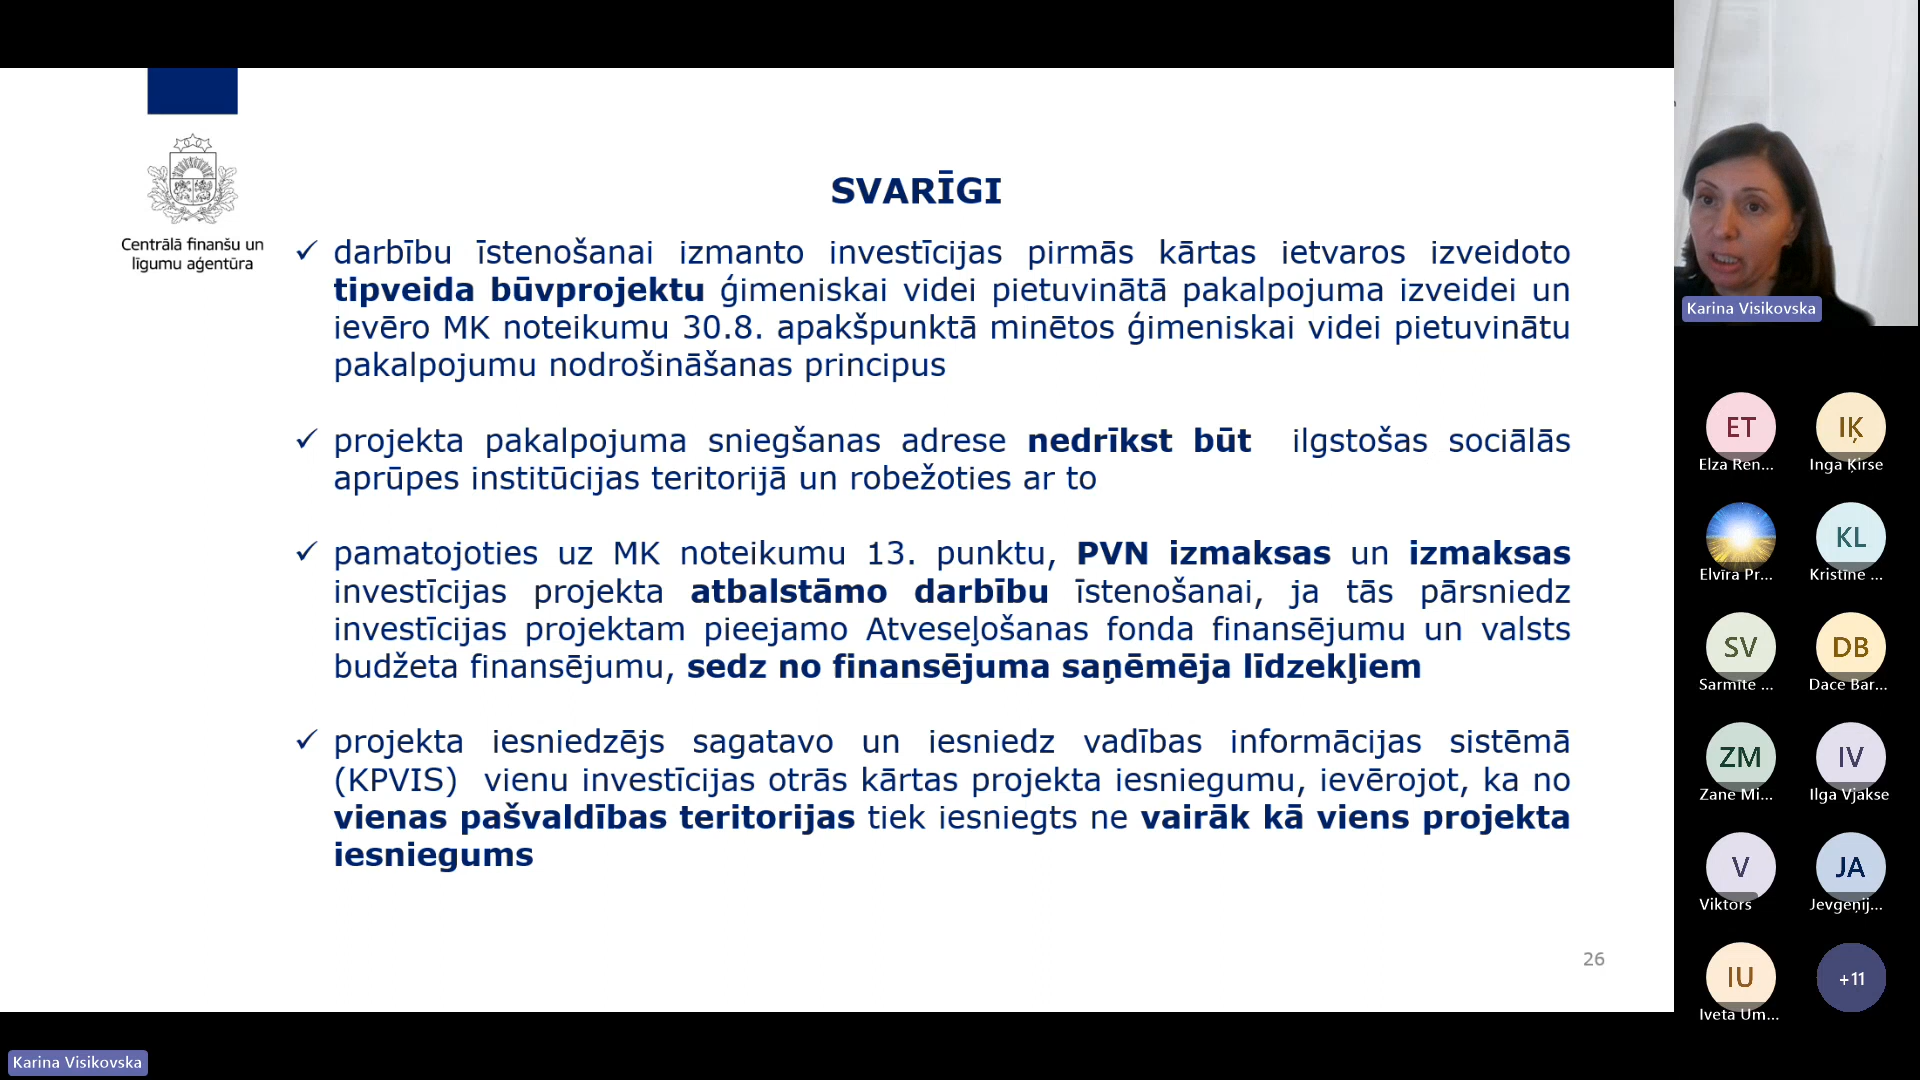 Centrālā finanšu un
līgumu aģentūra
SVARĪGI
✓ darbību īstenošanai izmanto investīcijas pirmās kārtas ietvaros izveidoto
tipveida būvprojektu ģimeniskai videi pietuvinātā pakalpojuma izveidei un
ievēro MK noteikumu 30.8. apakšpunktā minētos ģimeniskai videi pietuvinātu
pakalpojumu nodrošināšanas principus
✓ projekta pakalpojuma sniegšanas adrese nedrīkst būt ilgstošas sociālās
aprūpes institūcijas teritorijā un robežoties ar to
✓ pamatojoties uz MK noteikumu 13. punktu, PVN izmaksas un izmaksas
investīcijas projekta atbalstāmo darbību īstenošanai, ja tās pārsniedz
investīcijas projektam pieejamo Atveseļošanas fonda finansējumu un valsts
budžeta finansējumu, sedz no finansējuma saņēmēja līdzekļiem
✓ projekta iesniedzējs sagatavo un iesniedz vadības informācijas sistēmā
(KPVIS) vienu investīcijas otrās kārtas projekta iesniegumu, ievērojot, ka no
vienas pašvaldības teritorijas tiek iesniegts ne vairāk kā viens projekta
iesniegums
26
Karina Visikovska
ET
Elza Ren...
IĶ
Inga Ķirse
Elvīra Pr...
KL
Kristīne ...
SV
Sarmīte ...
DB
Dace Bar...
ZM
Zane Mi...
IV
Ilga Vjakse
V
Viktors
JA
Jevgeņij...
IU
Iveta Um...
+11
Karina Visikovska